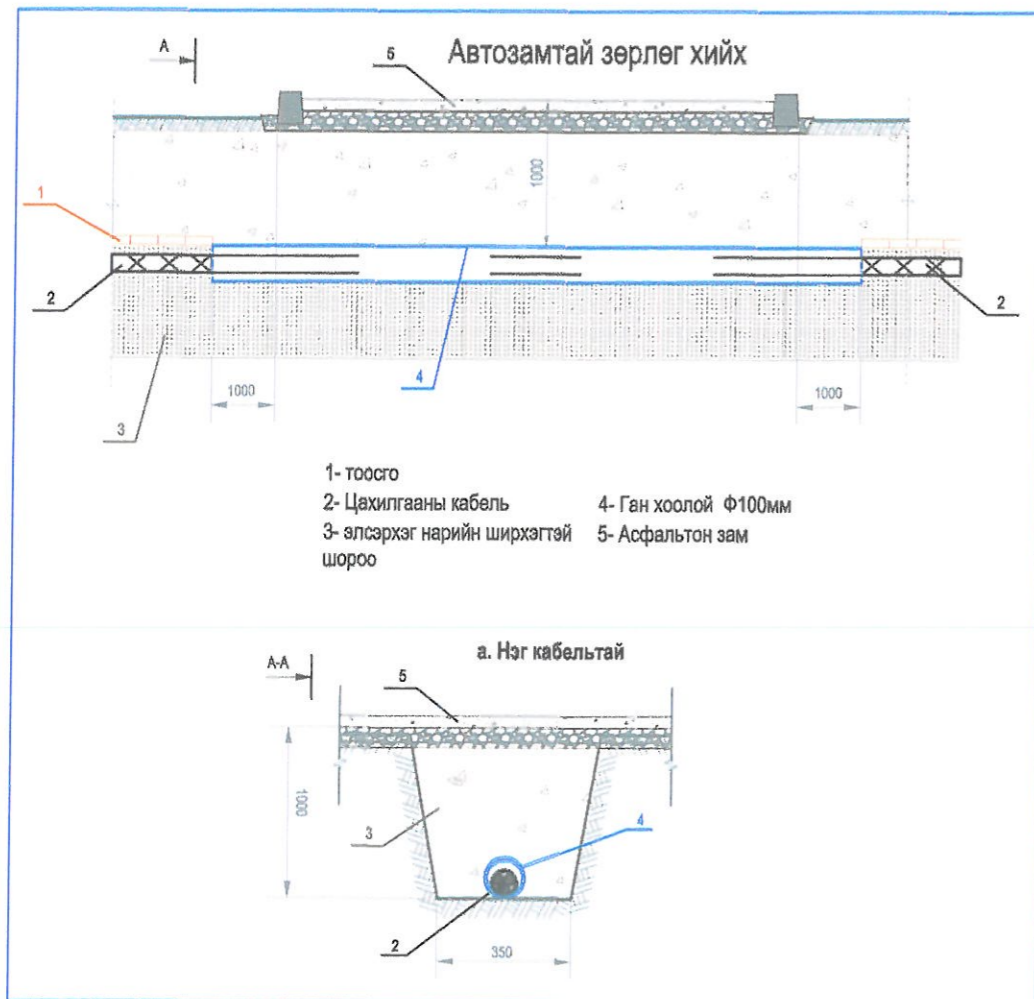 А
5
Автозамтай зөрлөг хийх
1000
1
2
2
4
1000
1000
3
1- тоосго
2- Цахилгааны кабель
3- элсэрхэг нарийн ширхэгтэй
шороо
4- Ган хоолой Ф100мм
5- Асфальтон зам
а. Нэг кабельтай
А-А
5
1000
3
4
2
350